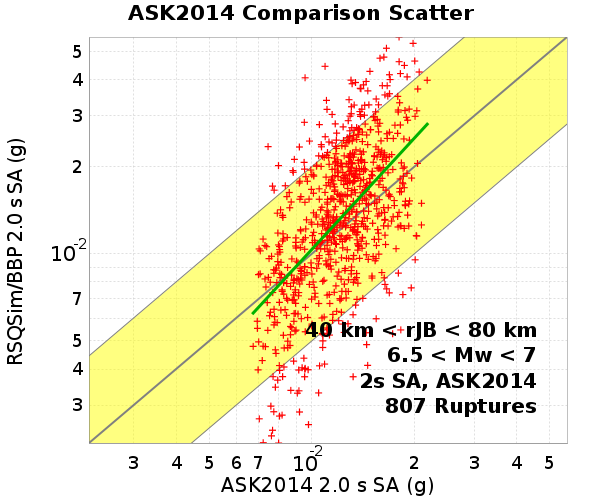 ASK2014 Comparison Scatter
RSQSim/BBP 2.0 s SA (g)
5
4
3
2
10-2
7
5
4
3
40 km < rJB < 80 km
6.5 < Mw < 7
2s SA, ASK2014
807 Ruptures
3 4 5 6 7 10-2 2 3 4 5
ASK2014 2.0 s SA (g)